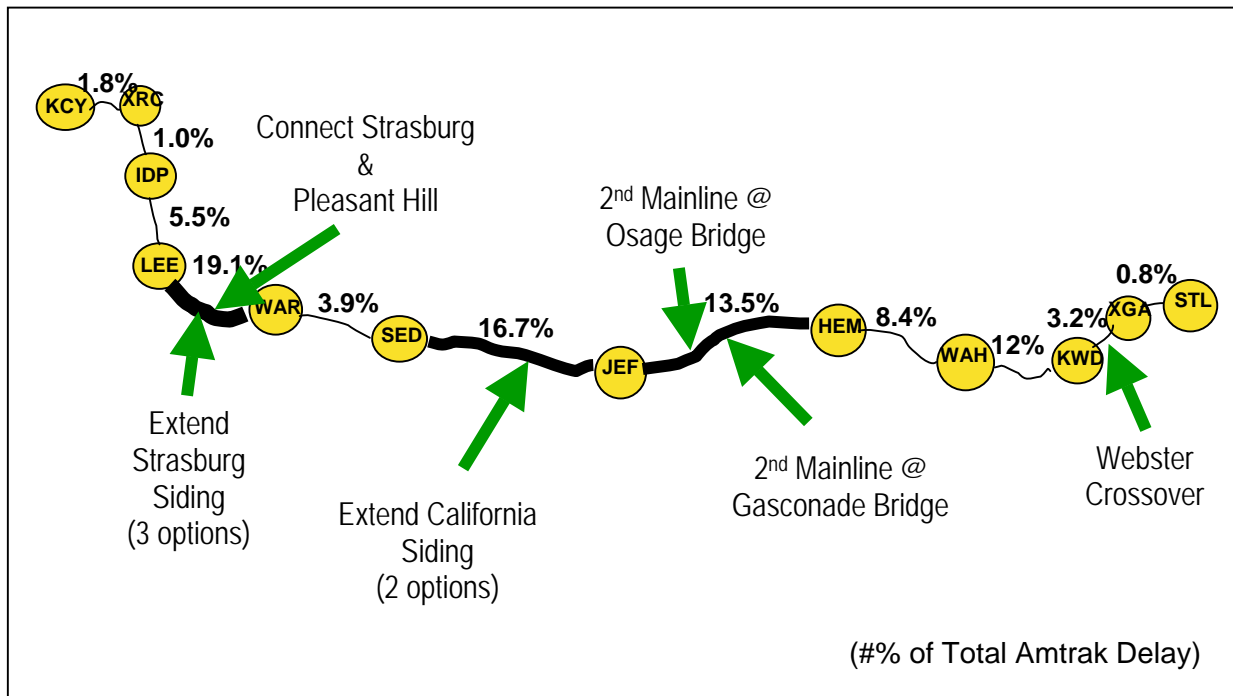 KCY
1.8%
XRC
1.0%
IDP
5.5%
LEE
19.1%
WAR
3.9%
SED
16.7%
JEF
13.5%
HEM
8.4%
WAH
12%
KWD
3.2%
XGA
0.8%
STL
Connect Strasburg
&
Pleasant Hill
2nd Mainline @
Osage Bridge
Extend
Strasburg
Siding
(3 options)
Extend California
Siding
(2 options)
2nd Mainline @
Gasconade Bridge
Webster
Crossover
(#% of Total Amtrak Delay)